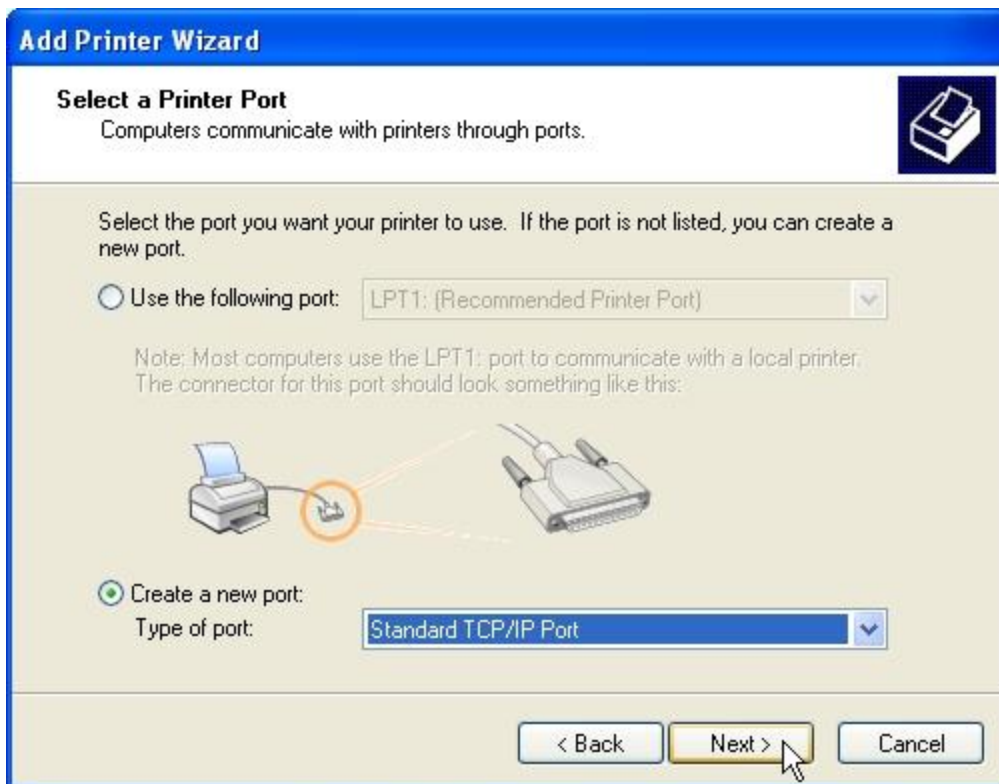 Add Printer Wizard
Select a Printer Port
Computers communicate with printers through ports.
Select the port you want your printer to use.  If the port is not listed, you can create a
new port.
Use the following port:
LPT1: (Recommended Printer Port)
Note: Most computers use the LPT1: port to communicate with a local printer.
The connector for this port should look something like this:
Create a new port:
Type of port:
Standard TCP/IP Port
< Back
Next >
Cancel